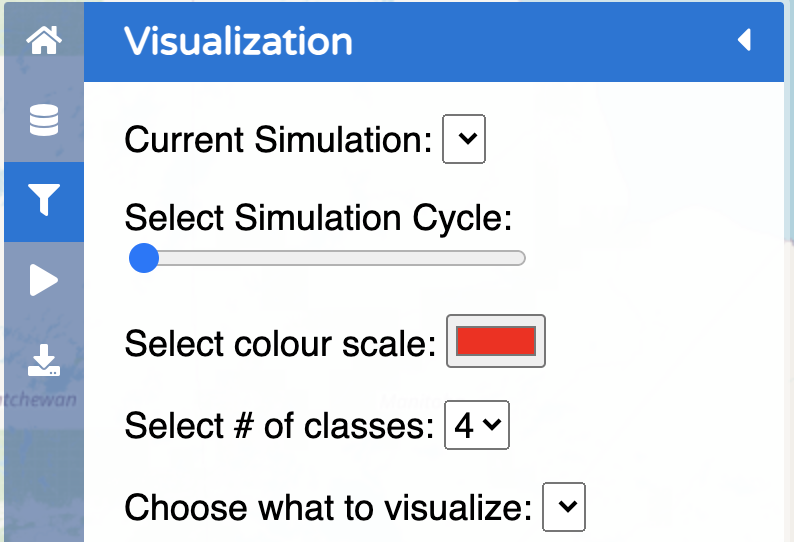 Visualization
Current Simulation:
Select Simulation Cycle:
Select colour scale:
tchewan
Select # of classes: 4
Choose what to visualize: